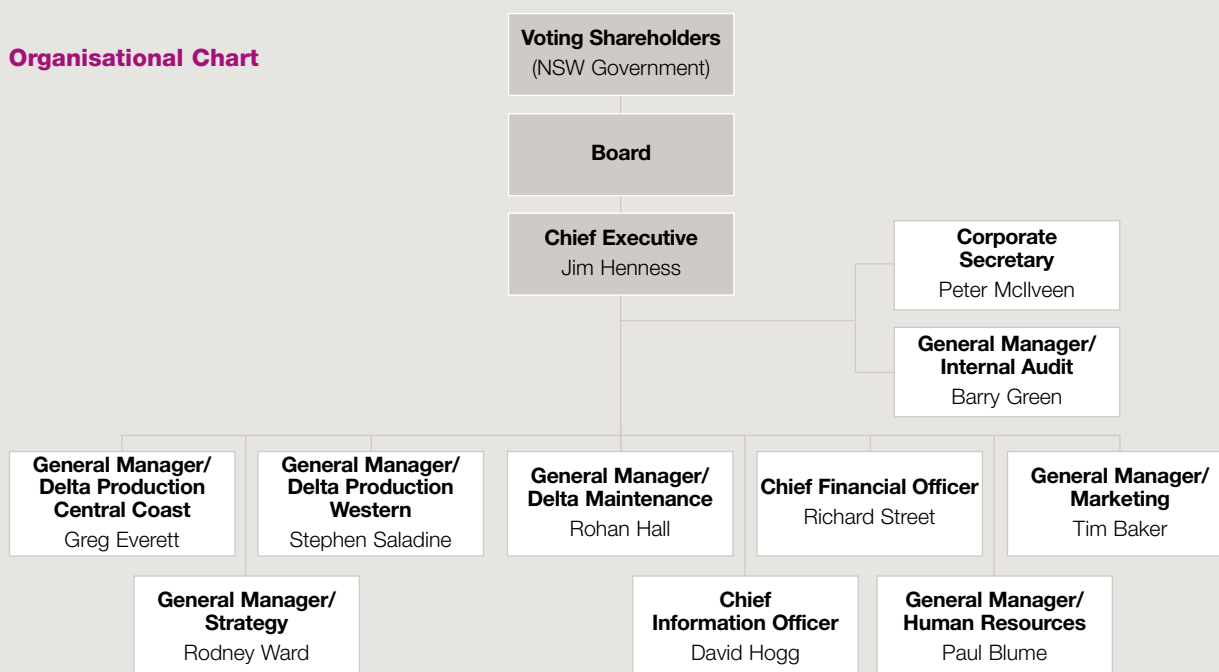 Organisational Chart
Voting Shareholders
(NSW Government)
Board
Chief Executive
Jim Henness
Corporate
Secretary
Peter McIlveen
General Manager/
Internal Audit
Barry Green
General Manager/
Delta Production
Central Coast
Greg Everett
General Manager/
Delta Production
Western
Stephen Saladine
General Manager/
Delta Maintenance
Rohan Hall
Chief Financial Officer
Richard Street
General Manager/
Marketing
Tim Baker
General Manager/
Strategy
Rodney Ward
Chief
Information Officer
David Hogg
General Manager/
Human Resources
Paul Blume